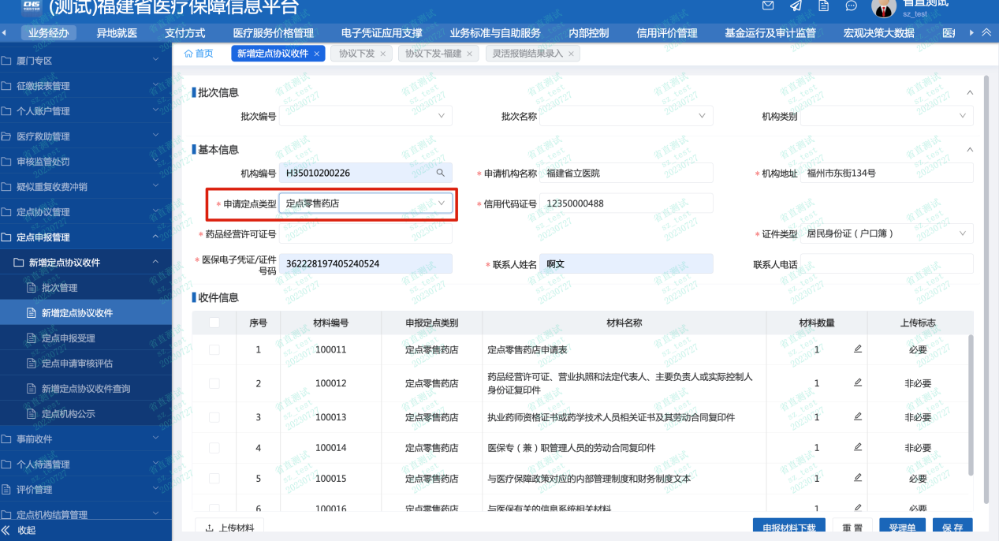 CHS (测试)福建省医疗保障信息平台
省直测试
sz_test
业务经办 异地就医 支付方式 医疗服务价格管理 电子凭证应用支撑 业务标准与自助服务 内部控制 信用评价管理 基金运行及审计监管 宏观决策大数据
首页 新增定点协议收件 × 协议下发 × 协议下发-福建 × 灵活报销结果录入 ×
厦门专区
征缴报表管理
个人账户管理
医疗救助管理
审核监管处罚
疑似重复收费冲销
定点协议管理
定点申报管理
新增定点协议收件
批次管理
新增定点协议收件
定点申报受理
定点申请审核评估
新增定点协议收件查询
定点机构公示
事前收件
个人待遇管理
评价管理
定点机构结算管理
收起
批次信息
批次编号 批次名称 机构类别
基本信息
机构编号 H35010200226 * 申请机构名称 福建省立医院 * 机构地址 福州市东街134号
* 申请定点类型 定点零售药店 * 信用代码证号 12350000488
* 药品经营许可证号 * 证件类型 居民身份证（户口簿）
* 医保电子凭证/证件号码 362228197405240524 * 联系人姓名 啊文 联系人电话
收件信息
序号 材料编号 申报定点类别 材料名称 材料数量 上传标志
1 100011 定点零售药店 定点零售药店申请表 1 必要
2 100012 定点零售药店 药品经营许可证、营业执照和法定代表人、主要负责人或实际控制人
身份证复印件 1 非必要
3 100013 定点零售药店 执业药师资格证书或药学技术人员相关证书及其劳动合同复印件 1 非必要
4 100014 定点零售药店 医保专（兼）职管理人员的劳动合同复印件 1 非必要
5 100015 定点零售药店 与医疗保障政策对应的内部管理制度和财务制度文本 1 必要
6 100016 定点零售药店 与医保有关的信息系统相关材料 1 必要
上传材料 申报材料下载 重 置 受理单 保 存
省直测试
sz_test
20230727